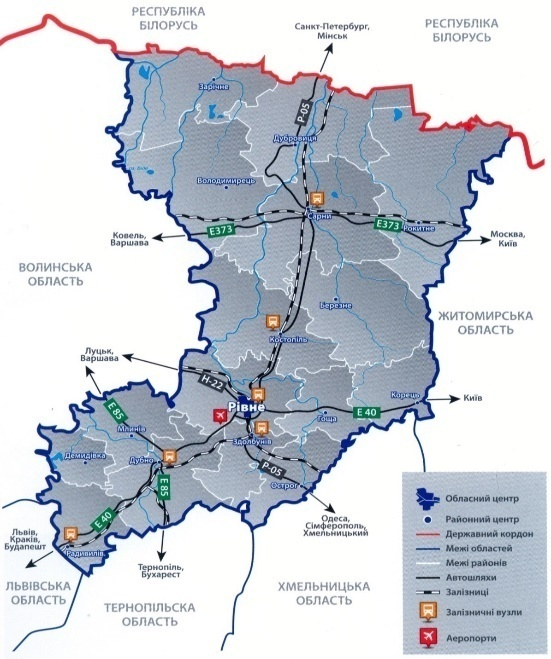 РЕСПУБЛІКА
БІЛОРУСЬ
Санкт-Петербург,
Мінськ
РЕСПУБЛІКА
БІЛОРУСЬ
Зарічне
Р-05
Дубровиця
Володимирець
Сарни
E373
E373
Рокитне
Ковель,
Варшава
Москва,
Київ
ВОЛИНСЬКА
ОБЛАСТЬ
Березне
ЖИТОМИРСЬКА
ОБЛАСТЬ
Костопіль
Луцьк,
Варшава
Н-22
E 85
Рівне
Корець
Київ
E 40
Гоща
Млинів
Здолбунів
Демидівка
Дубно
Р-05
E 85
Острог
E 40
Львів,
Краків,
Будапешт
Радивилів
Одеса,
Сімферополь,
Хмельницький
Тернопіль,
Бухарест
ЛЬВІВСЬКА
ОБЛАСТЬ
ТЕРНОПІЛЬСКА
ОБЛАСТЬ
ХМЕЛЬНИЦЬКА
ОБЛАСТЬ
Обласний центр
Районний центр
Державний кордон
Межі областей
Межі районів
Автошляхи
Залізниці
Залізничні вузли
Аеропорти